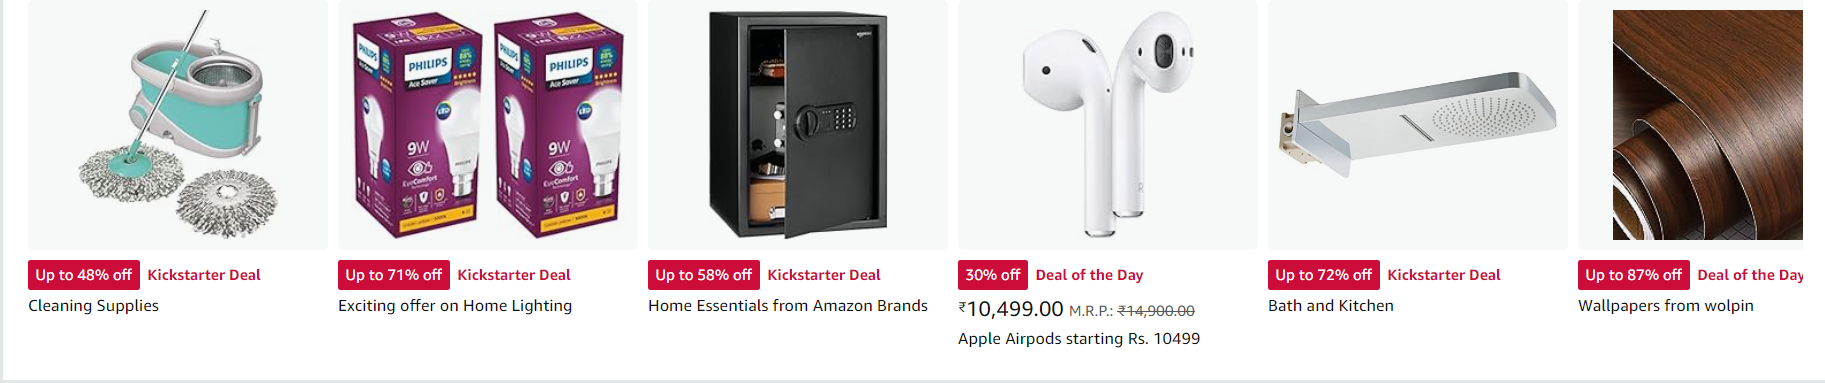 PHILIPS
Ace Saver
9W
EyeComfort
PHILIPS
PHILIPS
Ace Saver
9W
EyeComfort
PHILIPS
R
Up to 48% off Kickstarter Deal
Cleaning Supplies
Up to 71% off Kickstarter Deal
Exciting offer on Home Lighting
Up to 58% off Kickstarter Deal
Home Essentials from Amazon Brands
30% off Deal of the Day
₹10,499.00 M.R.P.: ₹14,900.00
Apple Airpods starting Rs. 10499
Up to 72% off Kickstarter Deal
Bath and Kitchen
Up to 87% off Deal of the Day
Wallpapers from wolpin